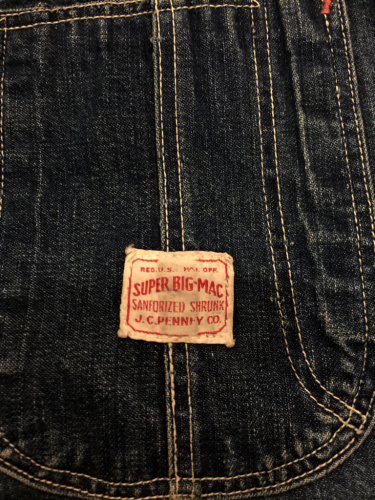 REG. U.S. PAT. OFF.
SUPER BIG-MAC
SANFORIZED SHRUNK
J.C. PENNEY CO.